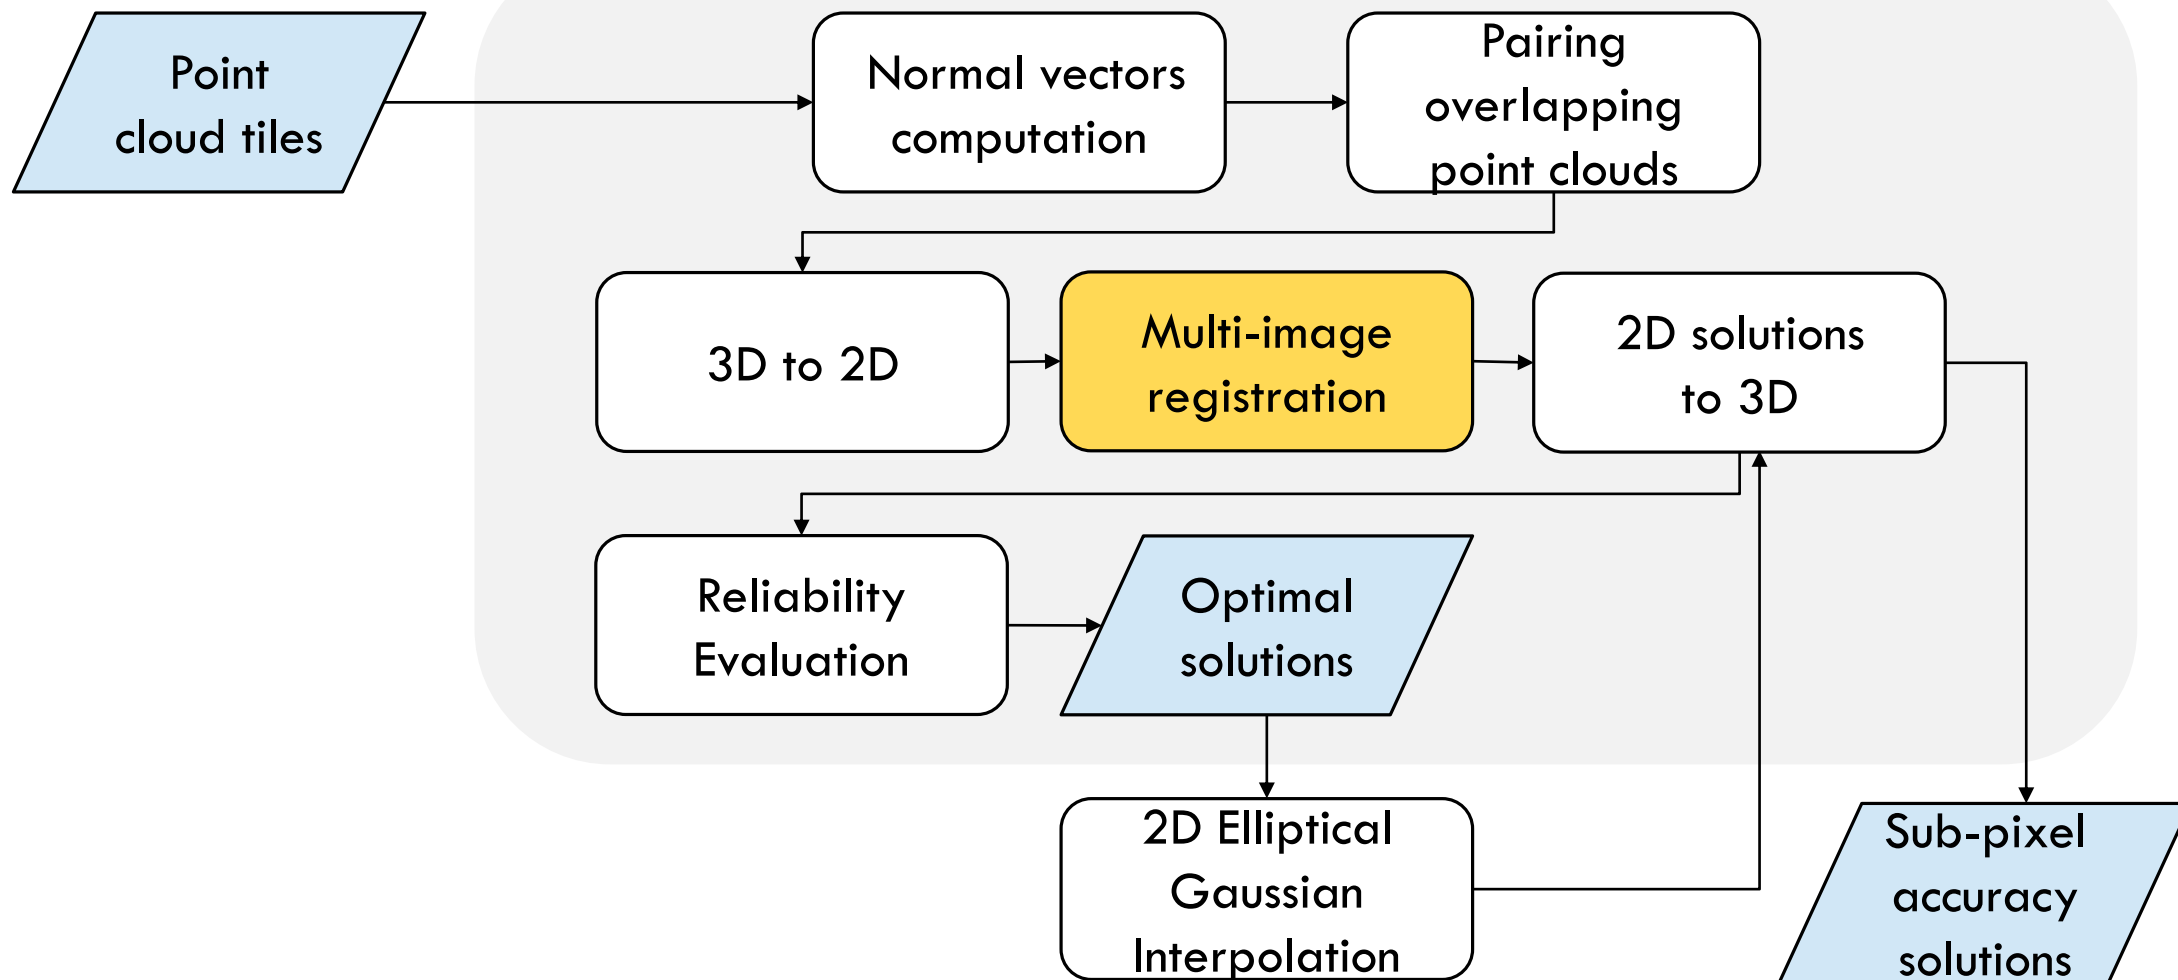 Point
cloud tiles
Normal vectors
computation
Pairing
overlapping
point clouds
3D to 2D
Multi-image
registration
2D solutions
to 3D
Reliability
Evaluation
Optimal
solutions
2D Elliptical
Gaussian
Interpolation
Sub-pixel
accuracy
solutions